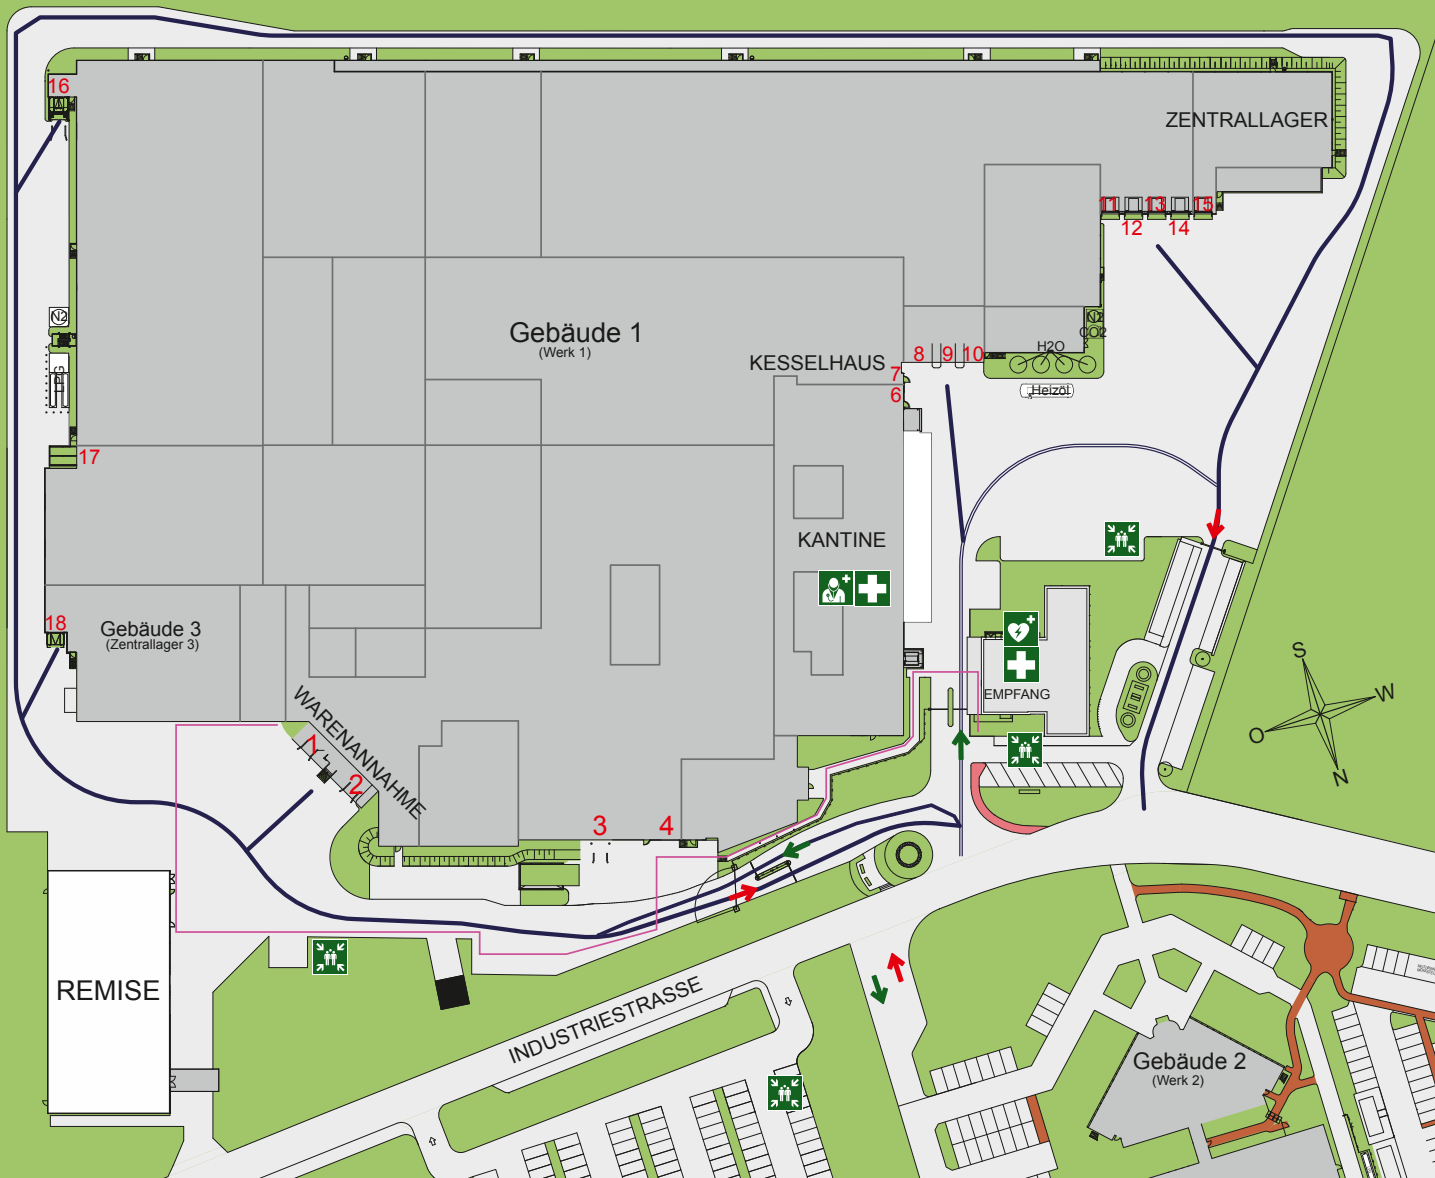 16
ZENTRALLAGER
11
13
15
12
14
N2
N2
CO2
Gebäude 1
(Werk 1)
H2O
8
9
10
KESSELHAUS
7
6
Heizöl
LPG
17
KANTINE
18
Gebäude 3
(Zentrallager 3)
S
W
O
N
EMPFANG
WARENANNAHME
1
2
3
4
REMISE
INDUSTRIESTRASSE
Gebäude 2
(Werk 2)